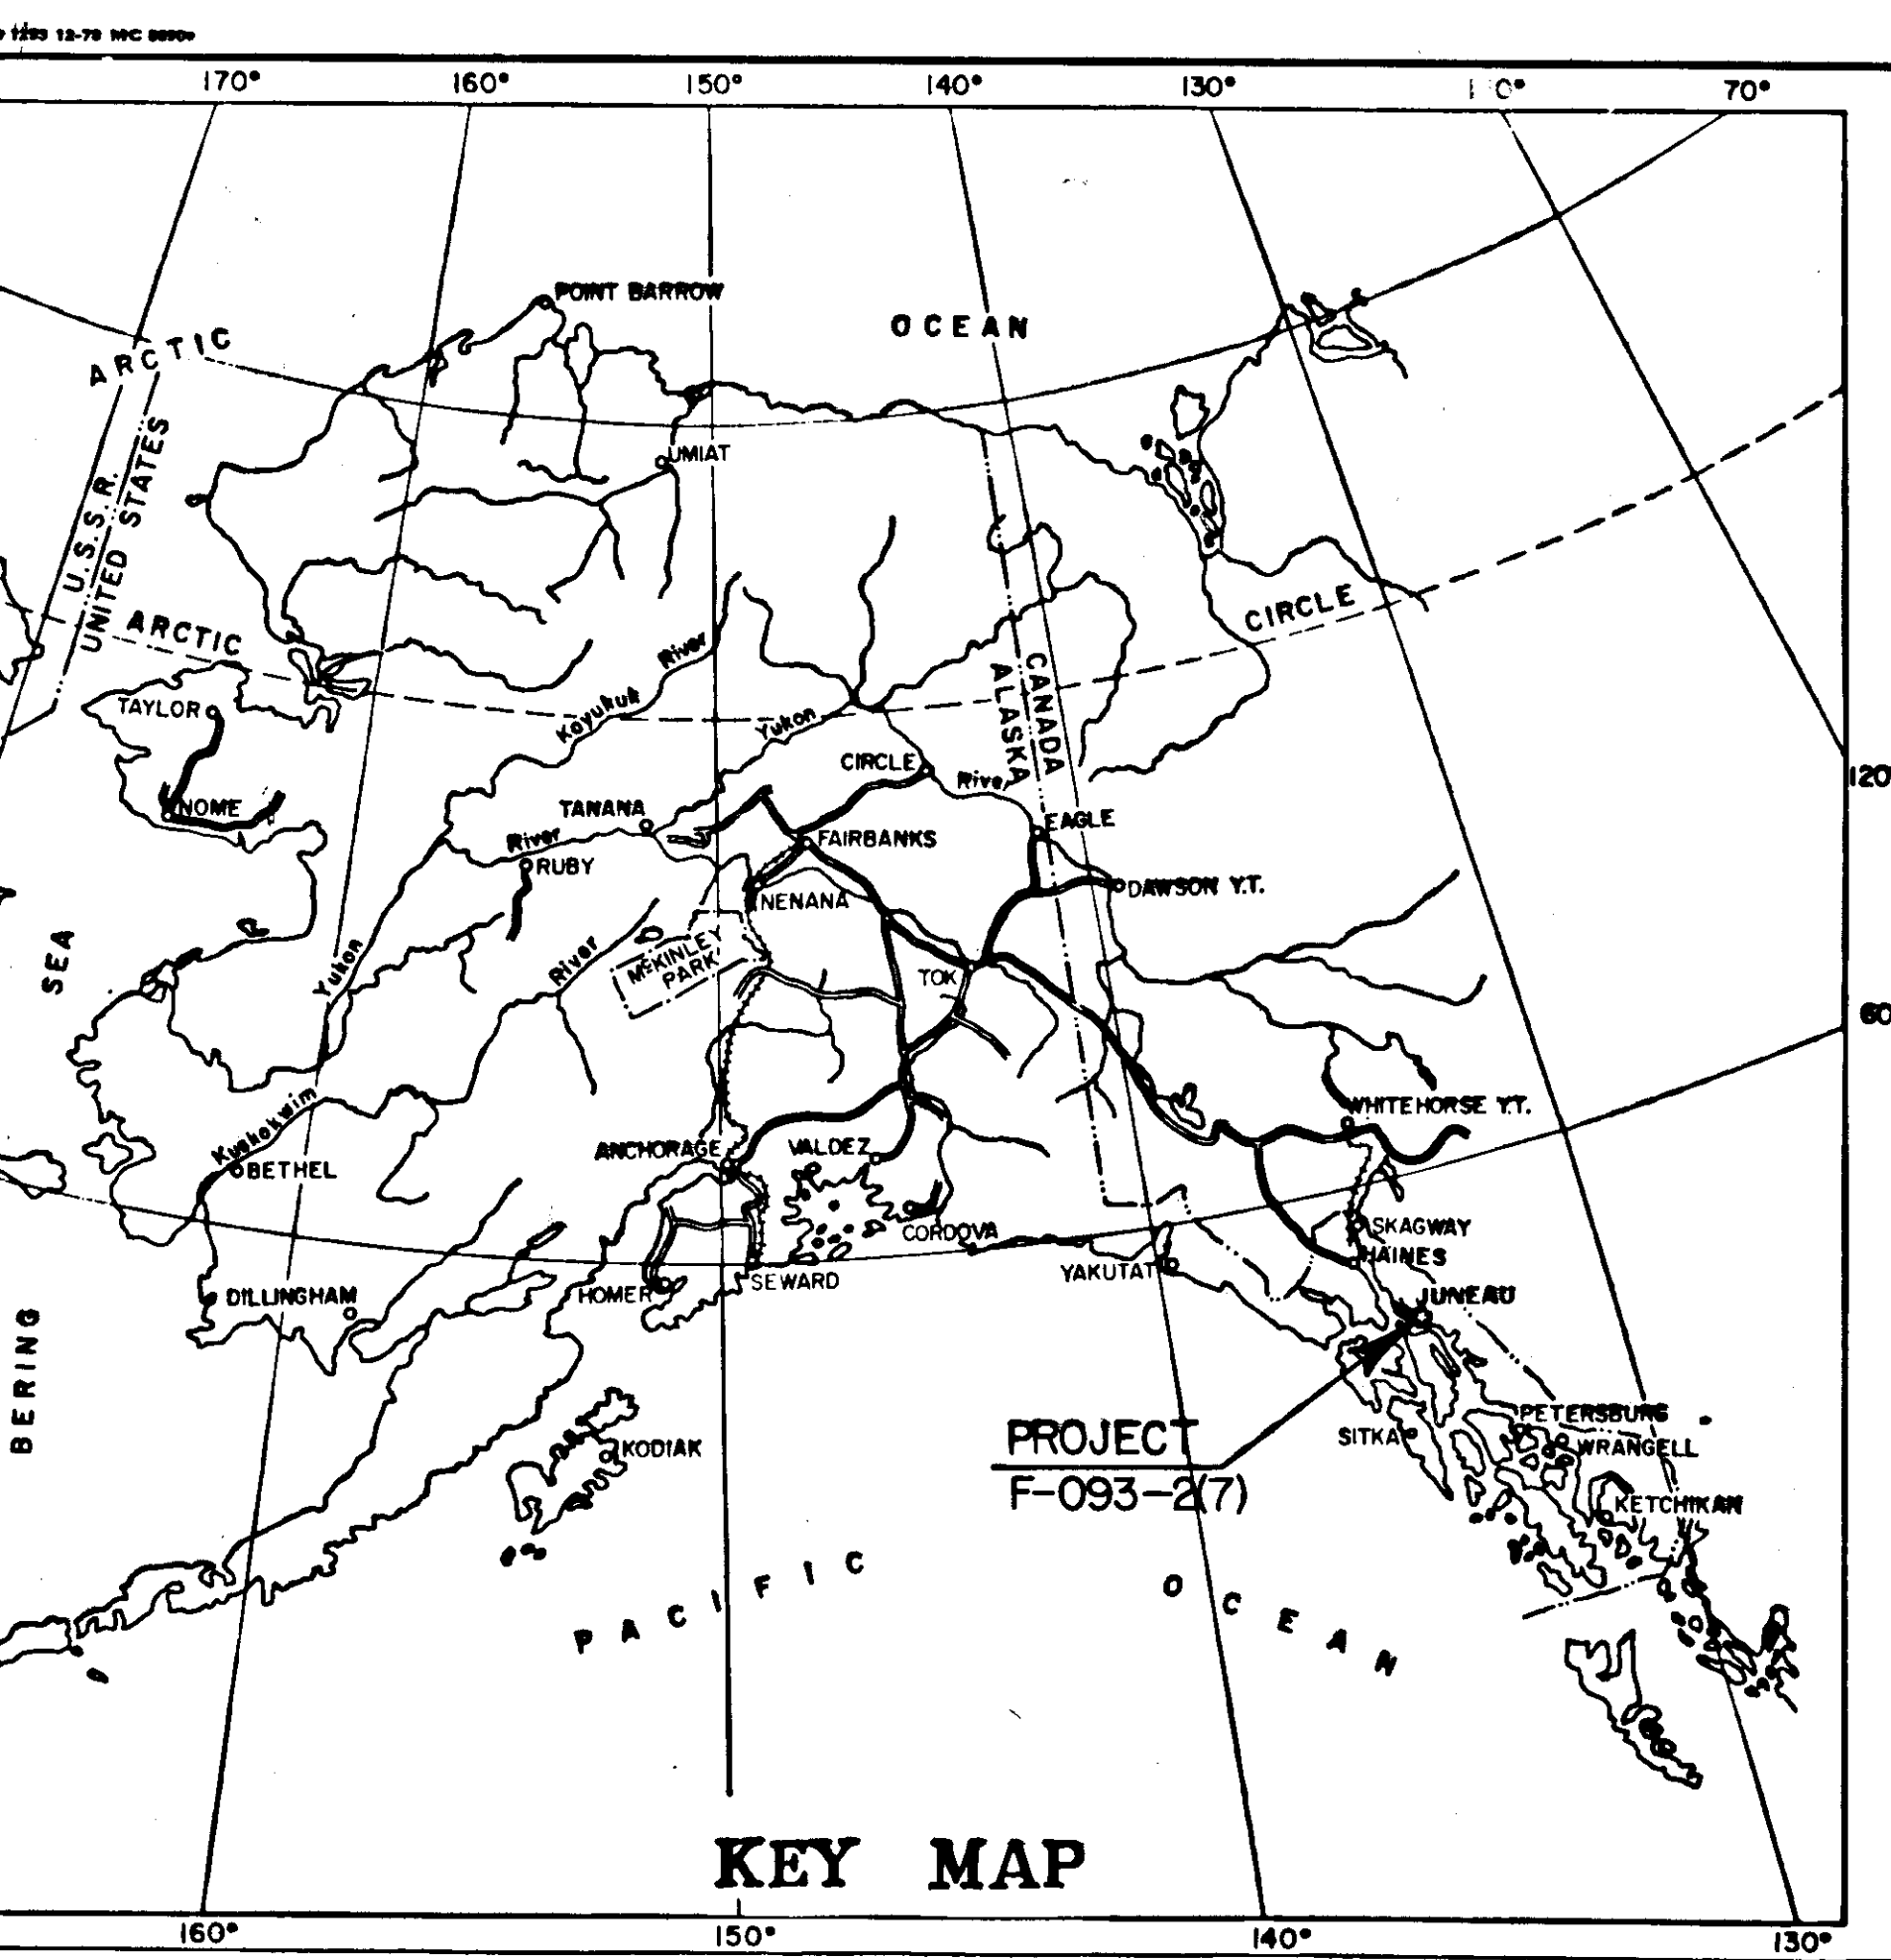 12-78
170° 160° 150° 140° 130° 70°
POINT BARROW
OCEAN
ARCTIC
UMIAT
U.S.S.R.
UNITED STATES
ARCTIC
CIRCLE
River
Koyukuk
CANADA
ALASKA
TAYLOR
Yukon
CIRCLE
River
120
NOME
TANANA
EAGLE
River
FAIRBANKS
RUBY
DAWSON Y.T.
NENANA
SEA
Yukon
River
McKINLEY
PARK
TOK
60
WHITEHORSE Y.T.
Kuskokwim
ANCHORAGE
VALDEZ
BETHEL
SKAGWAY
CORDOVA
HAINES
YAKUTAT
DILLINGHAM
HOMER
SEWARD
JUNEAU
BERING
PETERSBURG
PROJECT
SITKA
WRANGELL
KODIAK
F-093-2(7)
KETCHIKAN
PACIFIC
OCEAN
KEY MAP
160° 150° 140° 130°